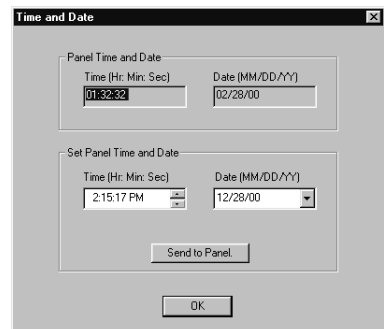 Time and Date
Panel Time and Date
Time (Hr: Min: Sec) Date (MM/DD/YY)
01:32:32 02/28/00
Set Panel Time and Date
Time (Hr: Min: Sec) Date (MM/DD/YY)
2:15:17 PM 12/28/00
Send to Panel.
OK